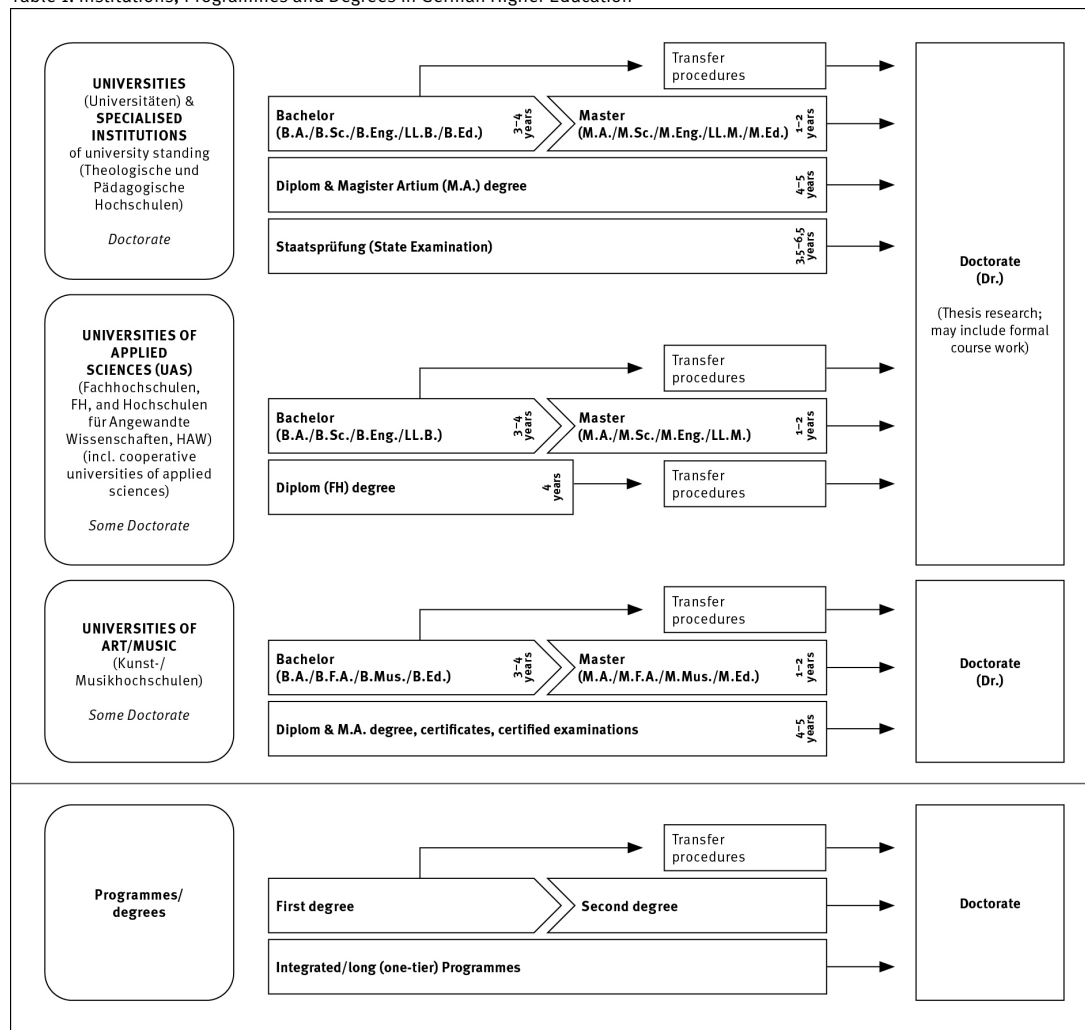 Table 1: Institutions, Programmes and Degrees in German Higher Education
UNIVERSITIES
(Universitäten) &
SPECIALISED
INSTITUTIONS
of university standing
(Theologische und
Pädagogische
Hochschulen)
Doctorate
Transfer
procedures
Bachelor
(B.A./B.Sc./B.Eng./LL.B./B.Ed.)
3–4
years
Master
(M.A./M.Sc./M.Eng./LL.M./M.Ed.)
1–2
years
Diplom & Magister Artium (M.A.) degree
4–5
years
Staatsprüfung (State Examination)
3,5–6,5
years
Doctorate
(Dr.)
(Thesis research;
may include formal
course work)
UNIVERSITIES OF
APPLIED
SCIENCES (UAS)
(Fachhochschulen,
FH, and Hochschulen
für Angewandte
Wissenschaften, HAW)
(incl. cooperative
universities of applied
sciences)
Some Doctorate
Transfer
procedures
Bachelor
(B.A./B.Sc./B.Eng./LL.B.)
3–4
years
Master
(M.A./M.Sc./M.Eng./LL.M.)
1–2
years
Diplom (FH) degree
4
years
Transfer
procedures
UNIVERSITIES OF
ART/MUSIC
(Kunst-/
Musikhochschulen)
Some Doctorate
Transfer
procedures
Bachelor
(B.A./B.F.A./B.Mus./B.Ed.)
3–4
years
Master
(M.A./M.F.A./M.Mus./M.Ed.)
1–2
years
Diplom & M.A. degree, certificates, certified examinations
4–5
years
Doctorate
(Dr.)
Programmes/
degrees
Transfer
procedures
First degree
Second degree
Integrated/long (one-tier) Programmes
Doctorate